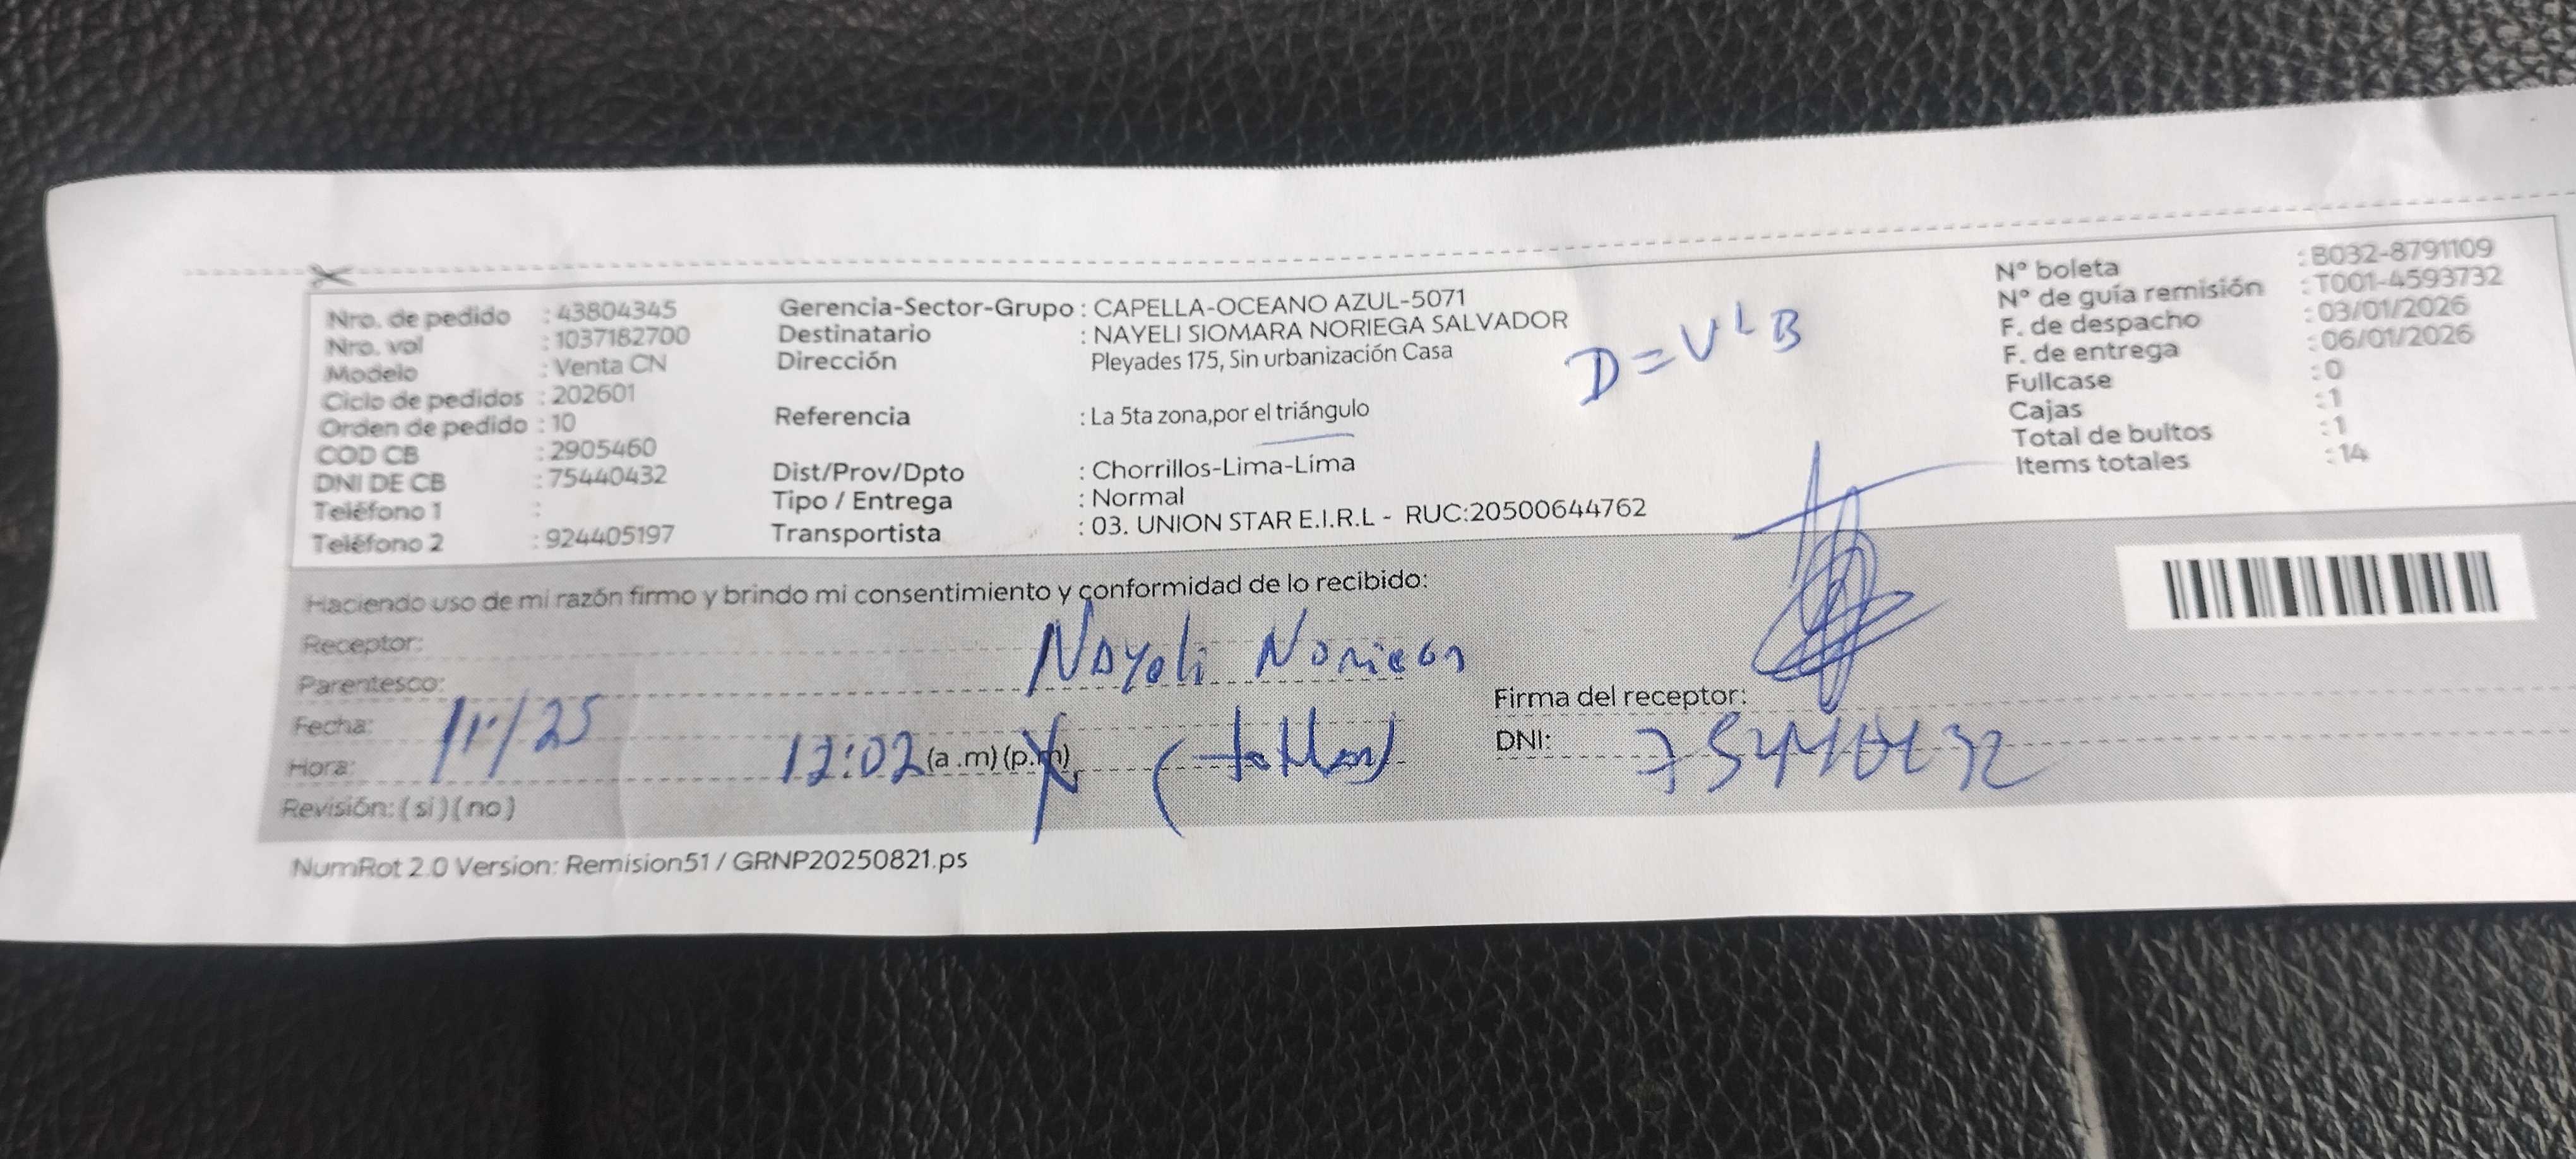 Nro. de pedido : 43804345
Nro. vol : 1037182700
Modelo : Venta CN
Ciclo de pedidos : 202601
Orden de pedido : 10
COD CB : 2905460
DNI DE CB : 75440432
Teléfono 1 :
Teléfono 2 : 924405197
Gerencia-Sector-Grupo : CAPELLA-OCEANO AZUL-5071
Destinatario : NAYELI SIOMARA NORIEGA SALVADOR
Dirección Pleyades 175, Sin urbanización Casa
Referencia : La 5ta zona,por el triángulo
Dist/Prov/Dpto : Chorrillos-Lima-Lima
Tipo / Entrega : Normal
Transportista : 03. UNION STAR E.I.R.L - RUC:20500644762
D = V L B
N° boleta : B032-8791109
N° de guía remisión : T001-4593732
F. de despacho : 03/01/2026
F. de entrega : 06/01/2026
Fullcase : 0
Cajas : 1
Total de bultos : 1
Items totales : 14
Haciendo uso de mi razón firmo y brindo mi consentimiento y conformidad de lo recibido:
Receptor: Nayeli Noriega
Parentesco:
Fecha:
Hora: 12:02 (a .m) (p.m)
Revisión: ( si ) ( no )
Firma del receptor:
DNI: 75440432
NumRot 2.0 Version: Remision51 / GRNP20250821.ps